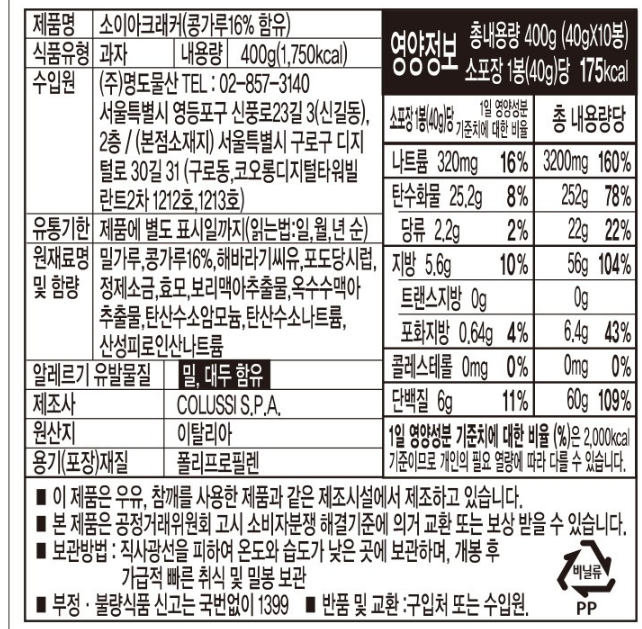 제품명 소이아크래커(콩가루16% 함유)
식품유형 과자 내용량 400g(1,750kcal)
수입원 (주)명도물산 TEL : 02-857-3140
서울특별시 영등포구 신풍로23길 3(신길동),
2층 / (본점소재지) 서울특별시 구로구 디지
털로 30길 31 (구로동,코오롱디지털타워빌
란트2차 1212호,1213호)
유통기한 제품에 별도 표시일까지(읽는법:일,월,년 순)
원재료명 및 함량 밀가루,콩가루16%,해바라기씨유,포도당시럽,
정제소금,효모,보리맥아추출물,옥수수맥아
추출물,탄산수소암모늄,탄산수소나트륨,
산성피로인산나트륨
알레르기 유발물질 밀, 대두 함유
제조사 COLUSSI S.P.A.
원산지 이탈리아
용기(포장)재질 폴리프로필렌
영양정보 총내용량 400g (40gX10봉)
소포장 1봉(40g)당 175kcal
소포장 1봉(40g)당 1일 영양성분 기준치에 대한 비율 총 내용량당
나트륨 320mg 16% 3200mg 160%
탄수화물 25.2g 8% 252g 78%
당류 2.2g 2% 22g 22%
지방 5.6g 10% 56g 104%
트랜스지방 0g 0g
포화지방 0.64g 4% 6.4g 43%
콜레스테롤 0mg 0% 0mg 0%
단백질 6g 11% 60g 109%
1일 영양성분 기준치에 대한 비율 (%)은 2,000kcal
기준이므로 개인의 필요 열량에 따라 다를 수 있습니다.
■ 이 제품은 우유, 참깨를 사용한 제품과 같은 제조시설에서 제조하고 있습니다.
■ 본 제품은 공정거래위원회 고시 소비자분쟁 해결기준에 의거 교환 또는 보상 받을 수 있습니다.
■ 보관방법 : 직사광선을 피하여 온도와 습도가 낮은 곳에 보관하며, 개봉 후
가급적 빠른 취식 및 밀봉 보관
■ 부정 · 불량식품 신고는 국번없이 1399 ■ 반품 및 교환 :구입처 또는 수입원.
비닐류
PP